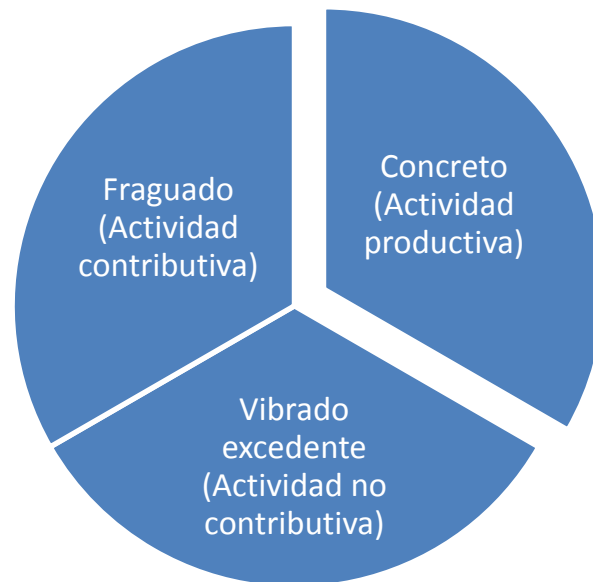 Fraguado
(Actividad
contributiva)
Concreto
(Actividad
productiva)
Vibrado
excedente
(Actividad no
contributiva)